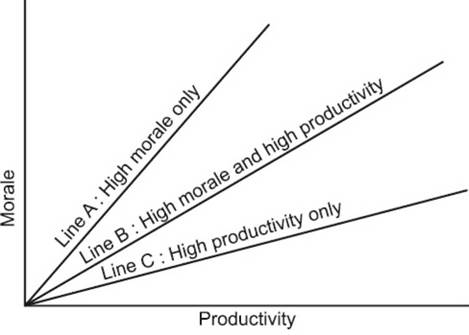 Morale
Line A : High morale only
Line B : High morale and high productivity
Line C : High productivity only
Productivity